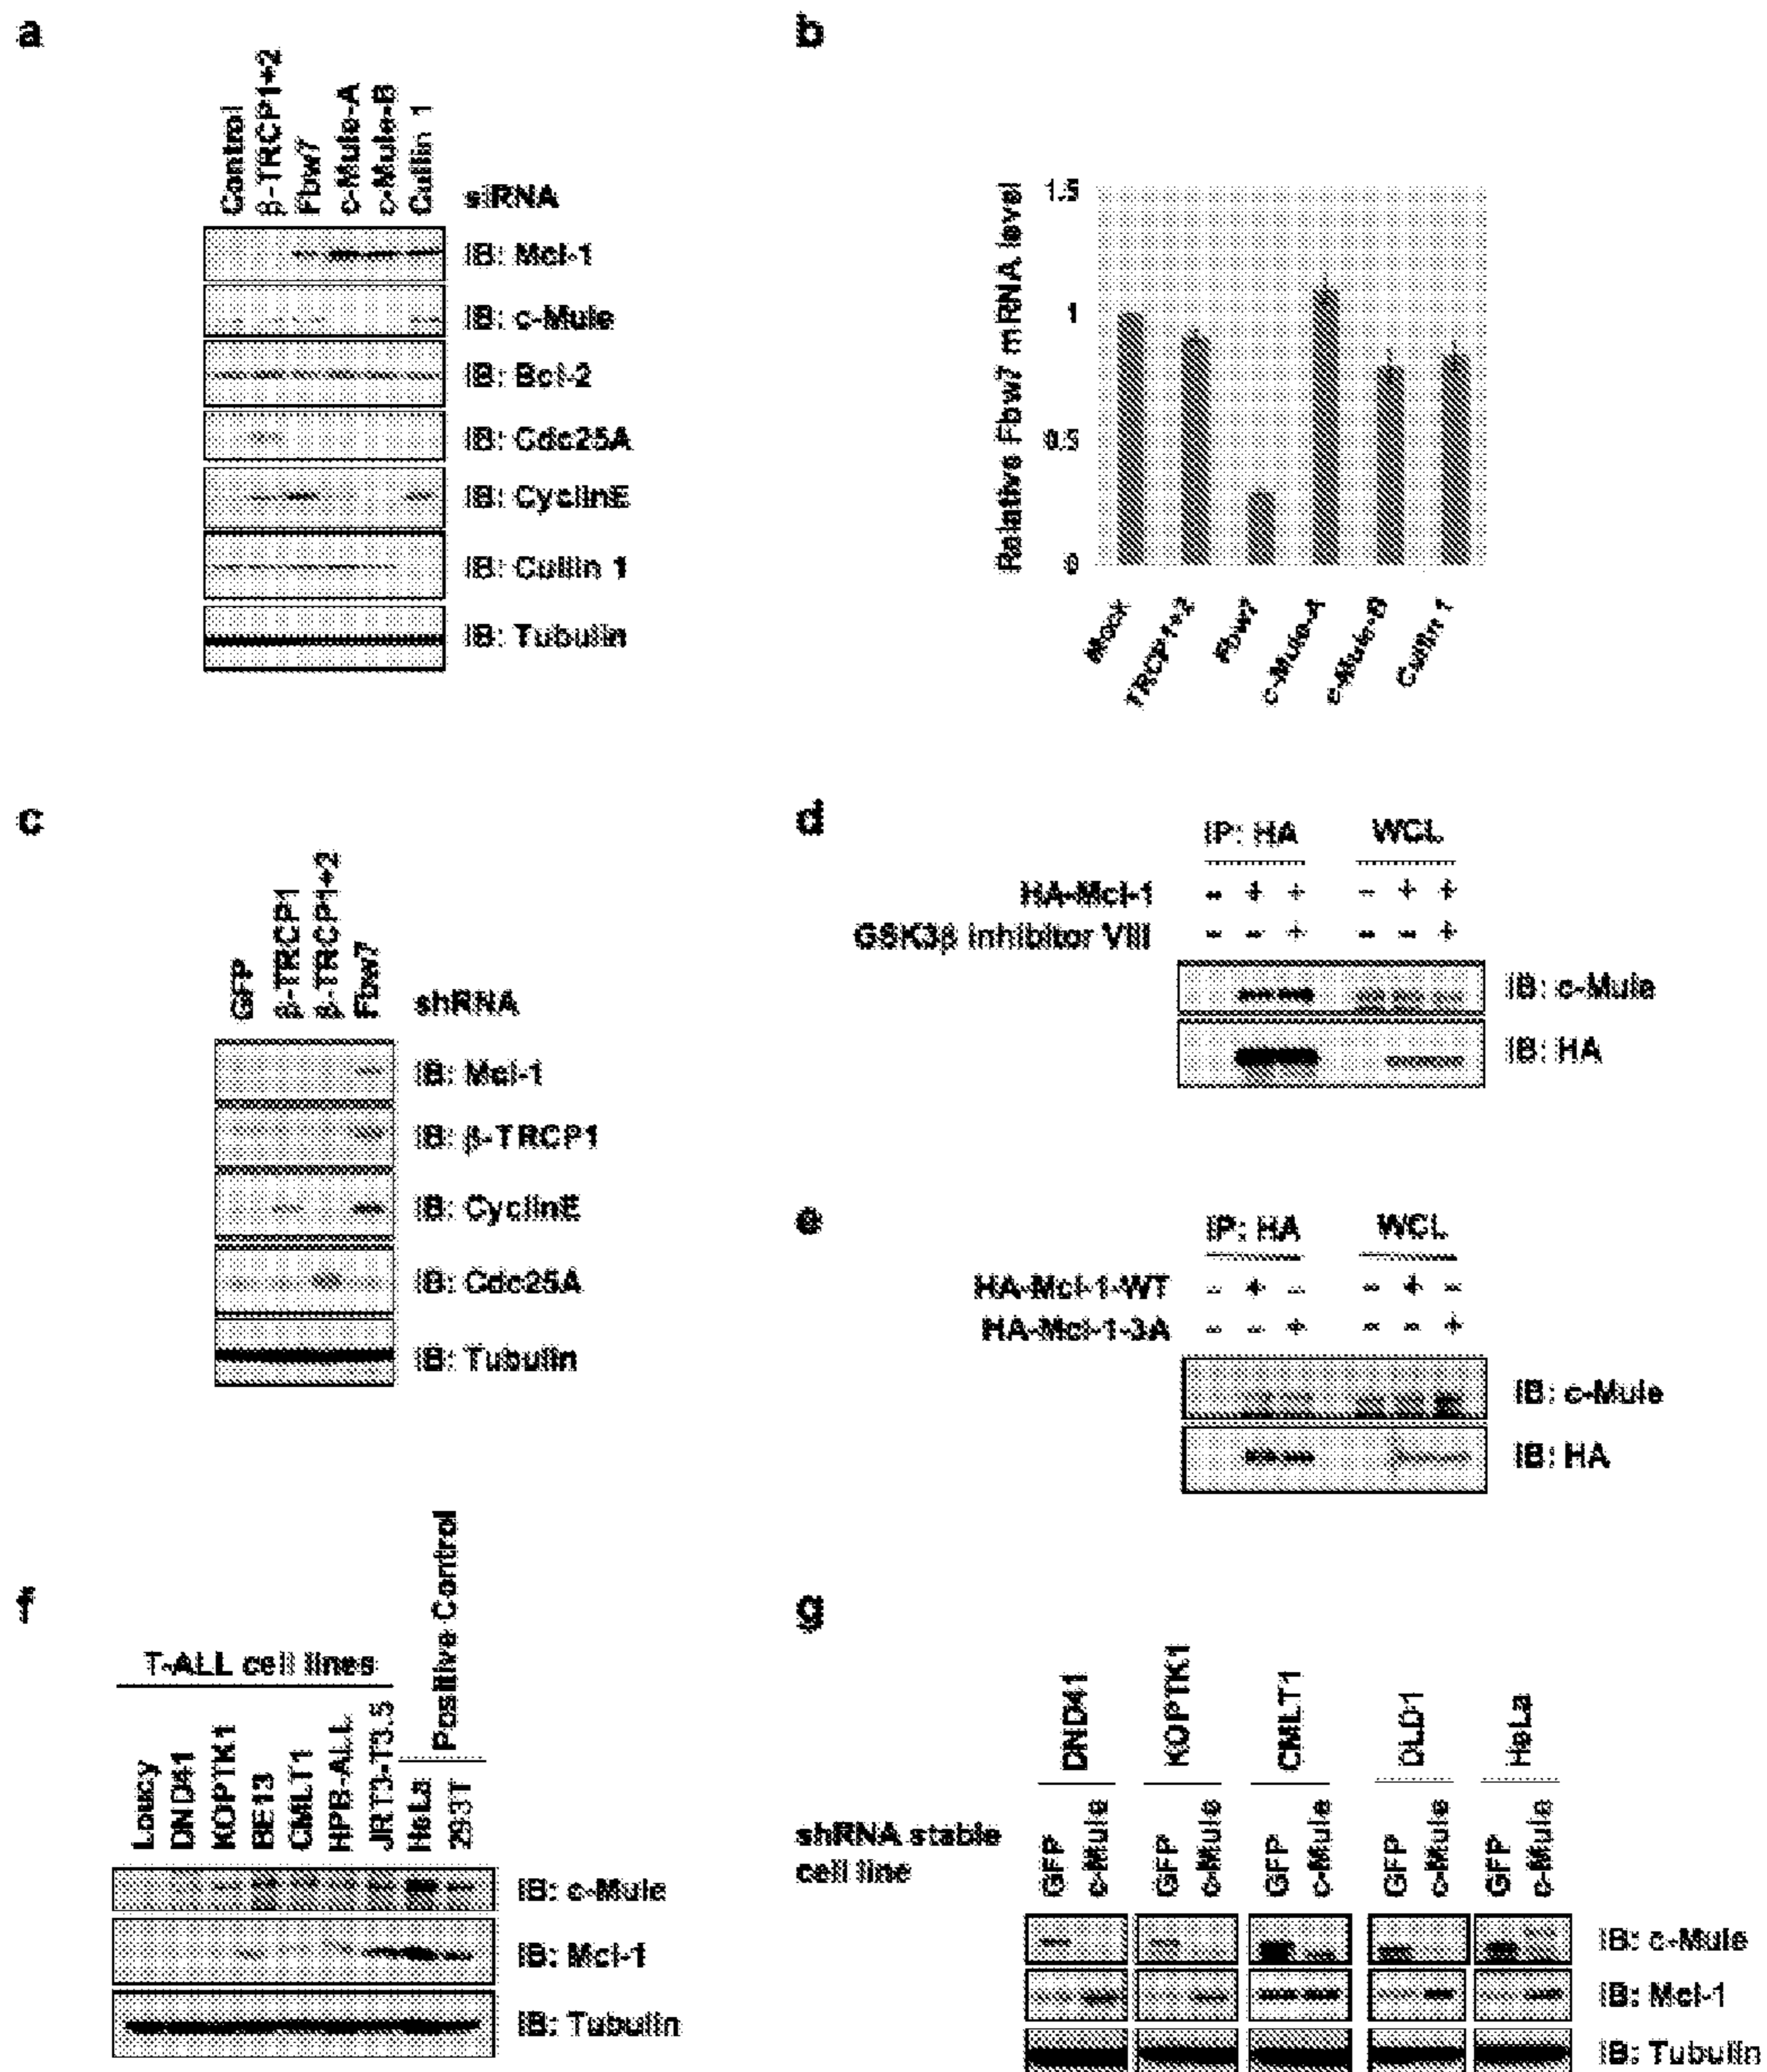 a
Control
β-TRCP1+2
Fbw7
c-Mule-A
c-Mule-B
Cullin 1
siRNA
IB: Mcl-1
IB: c-Mule
IB: Bcl-2
IB: Cdc25A
IB: CyclinE
IB: Cullin 1
IB: Tubulin
b
Relative Fbw7 mRNA level
1.5
1
0.5
0
Mock
TRCP1+2
Fbw7
c-Mule-A
c-Mule-B
Cullin 1
c
GFP
β-TRCP1
β-TRCP1+2
Fbw7
shRNA
IB: Mcl-1
IB: β-TRCP1
IB: CyclinE
IB: Cdc25A
IB: Tubulin
d
IP: HA WCL
HA-Mcl-1 - + + - + +
GSK3β inhibitor VIII - - + - - +
IB: c-Mule
IB: HA
e
IP: HA WCL
HA-Mcl-1-WT - + - - + -
HA-Mcl-1-3A - - + - - +
IB: c-Mule
IB: HA
f
T-ALL cell lines
Positive Control
Loucy
DND41
KOPTK1
BE13
CMLT1
HPB-ALL
JRT3-T3.5
HeLa
293T
IB: c-Mule
IB: Mcl-1
IB: Tubulin
g
DND41
KOPTK1
CMLT1
DLD1
HeLa
shRNA stable
cell line
GFP
c-Mule
GFP
c-Mule
GFP
c-Mule
GFP
c-Mule
GFP
c-Mule
IB: c-Mule
IB: Mcl-1
IB: Tubulin